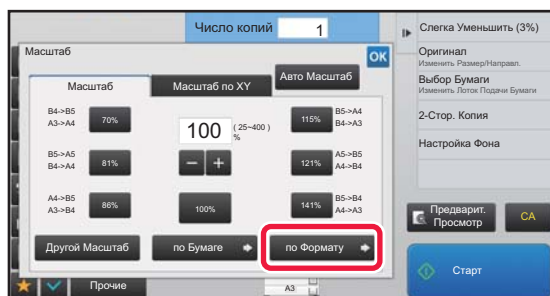 Число копий 1
Масштаб
OK
Масштаб
Масштаб по XY
Авто Масштаб
B4->B5
A3->A4
70%
100
(25~400)
%
115%
B5->A4
B4->A3
B5->A5
B4->A4
81%
121%
A5->B5
A4->B4
A4->B5
A3->B4
86%
100%
141%
B5->B4
A4->A3
Другой Масштаб
по Бумаге
по Формату
Прочие
A3
Слегка Уменьшить (3%)
Оригинал
Изменить Размер/Направл.
Выбор Бумаги
Изменить Лоток Подачи Бумаги
2-Стор. Копия
Настройка Фона
Предварит.
Просмотр
CA
Старт